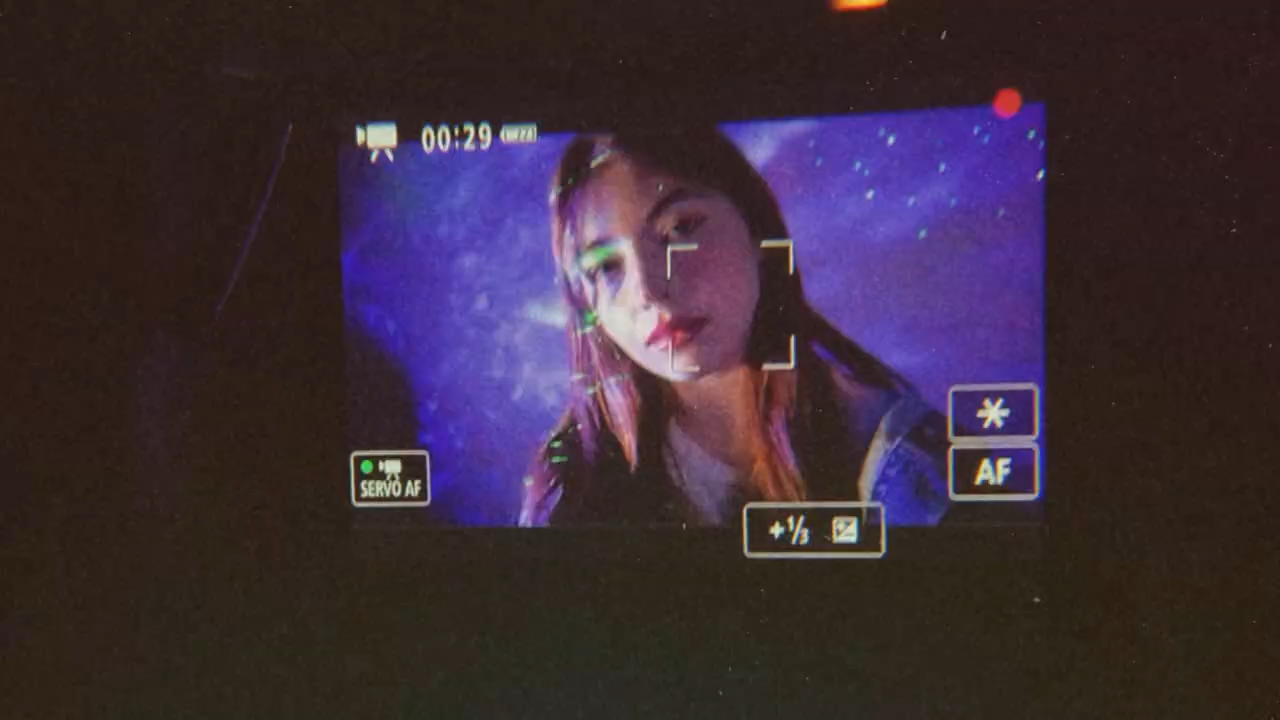 00:29
SERVO AF
*
AF
+1/3